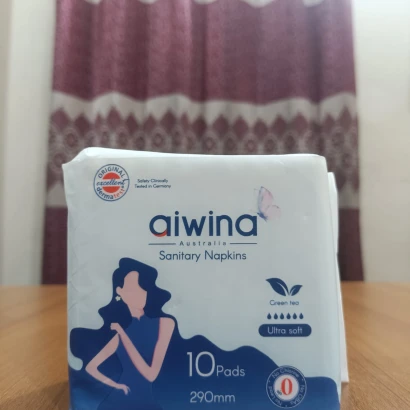 ORIGINAL
excellent
dermatest
Safety Clinically
Tested in Germany
aiwina
Australia
Sanitary Napkins
Green tea
Ultra soft
10 Pads
290mm
.0